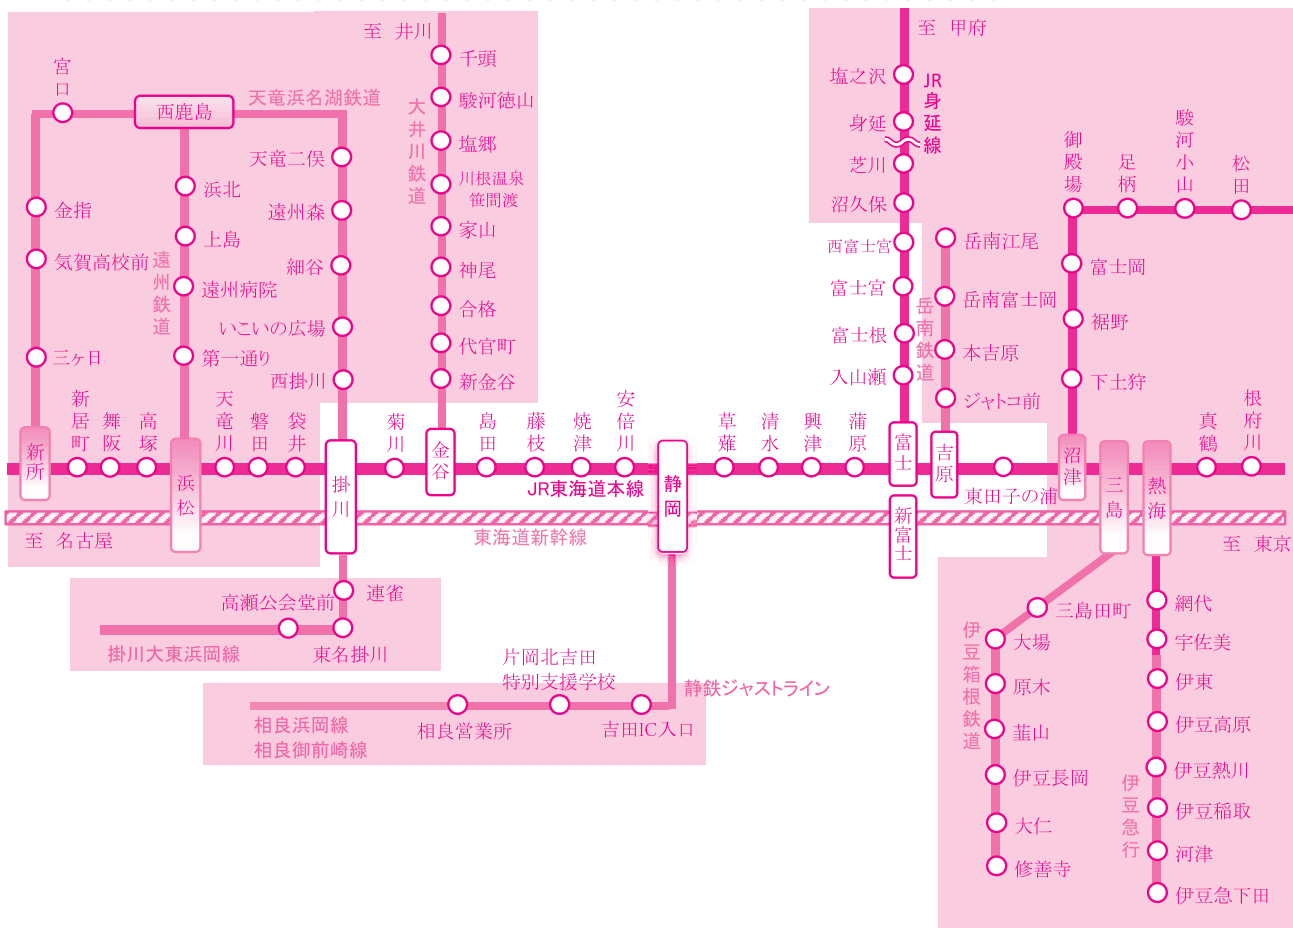 至 井川
千頭
駿河徳山
塩郷
川根温泉
笹間渡
家山
神尾
合格
代官町
新金谷
大井川鉄道
宮口
西鹿島
天竜浜名湖鉄道
金指
気賀高校前
三ヶ日
浜北
上島
遠州病院
第一通り
遠州鉄道
天竜二俣
遠州森
細谷
いこいの広場
西掛川
至 甲府
塩之沢
身延
芝川
沼久保
西富士宮
富士宮
富士根
入山瀬
JR身延線
岳南江尾
岳南富士岡
本吉原
ジャトコ前
岳南鉄道
御殿場
足柄
駿河小山
松田
富士岡
裾野
下土狩
新所
新居町
舞阪
高塚
浜松
天竜川
磐田
袋井
掛川
菊川
金谷
島田
藤枝
焼津
安倍川
静岡
草薙
清水
興津
蒲原
富士
吉原
東田子の浦
沼津
三島
熱海
真鶴
根府川
JR東海道本線
新富士
至 名古屋
東海道新幹線
至 東京
連雀
高瀬公会堂前
東名掛川
掛川大東浜岡線
片岡北吉田
特別支援学校
静鉄ジャストライン
相良浜岡線
相良御前崎線
相良営業所
吉田IC入口
三島田町
大場
原木
韮山
伊豆長岡
大仁
修善寺
伊豆箱根鉄道
網代
宇佐美
伊東
伊豆高原
伊豆熱川
伊豆稲取
河津
伊豆急下田
伊豆急行